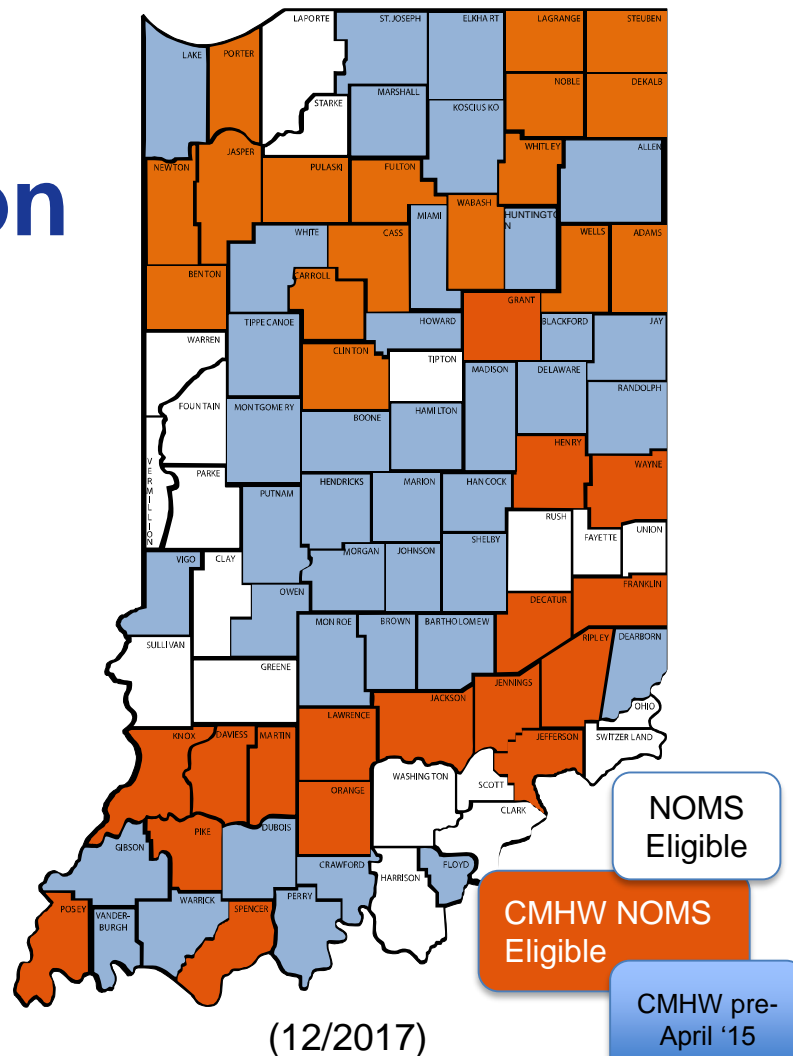 LAPORTE
ST. JOSEPH
ELKHART
LAGRANGE
STEUBEN
LAKE
PORTER
NOBLE
DEKALB
MARSHALL
STARKE
KOSCIUSKO
WHITLEY
ALLEN
on
NEWTON
JASPER
PULASKI
FULTON
WABASH
MIAMI
HUNTINGTO
N
WHITE
CASS
WELLS
ADAMS
BENTON
CARROLL
GRANT
TIPPECANOE
HOWARD
BLACKFORD
JAY
WARREN
CLINTON
TIPTON
MADISON
DELAWARE
RANDOLPH
FOUNTAIN
MONTGOMERY
BOONE
HAMILTON
HENRY
WAYNE
VERMILLION
PARKE
PUTNAM
HENDRICKS
MARION
HANCOCK
RUSH
FAYETTE
UNION
VIGO
CLAY
MORGAN
JOHNSON
SHELBY
FRANKLIN
OWEN
DECATUR
SULLIVAN
MONROE
BROWN
BARTHOLOMEW
RIPLEY
DEARBORN
GREENE
JENNINGS
JACKSON
OHIO
KNOX
DAVIESS
MARTIN
LAWRENCE
JEFFERSON
SWITZERLAND
WASHINGTON
SCOTT
ORANGE
CLARK
PIKE
DUBOIS
GIBSON
CRAWFORD
FLOYD
HARRISON
POSEY
VANDER-
BURGH
WARRICK
SPENCER
PERRY
NOMS
Eligible
CMHW NOMS
Eligible
CMHW pre-
April ‘15
(12/2017)